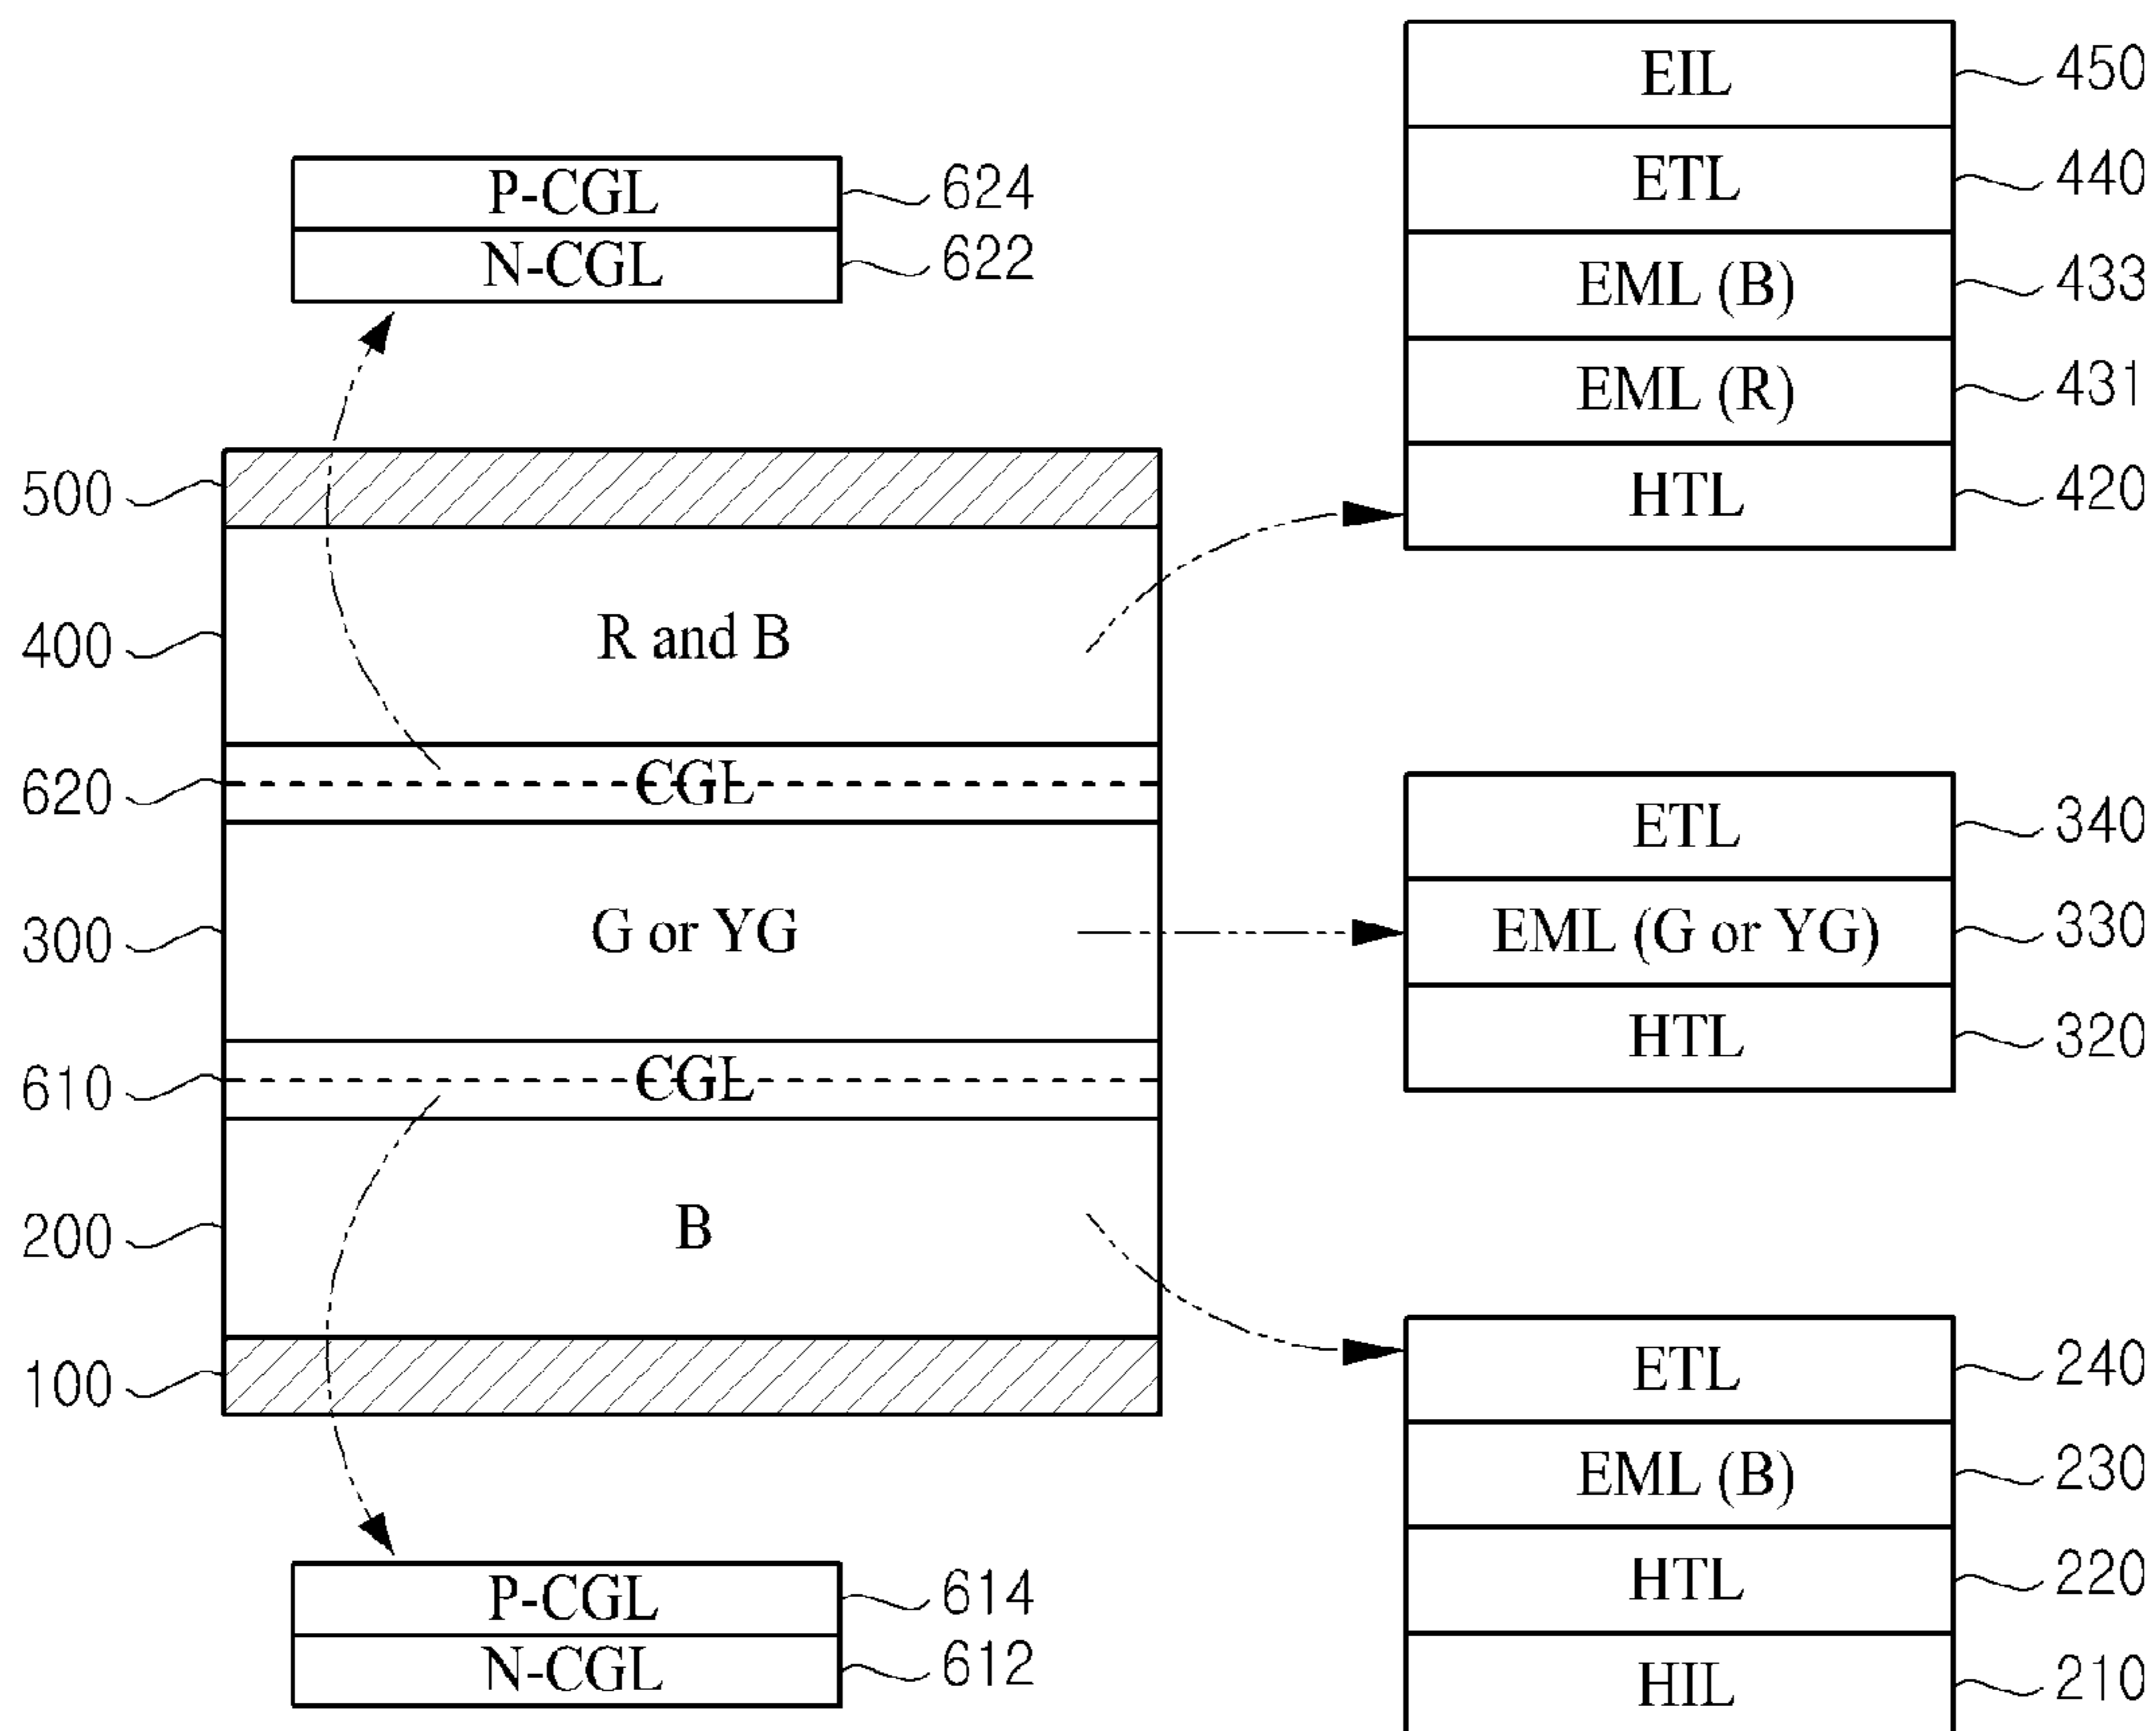 EIL 450
ETL 440
P-CGL 624
N-CGL 622
EML (B) 433
EML (R) 431
500
HTL 420
400 R and B
620 CGL
ETL 340
300 G or YG
EML (G or YG) 330
HTL 320
610 CGL
200 B
100
ETL 240
EML (B) 230
HTL 220
P-CGL 614
N-CGL 612
HIL 210